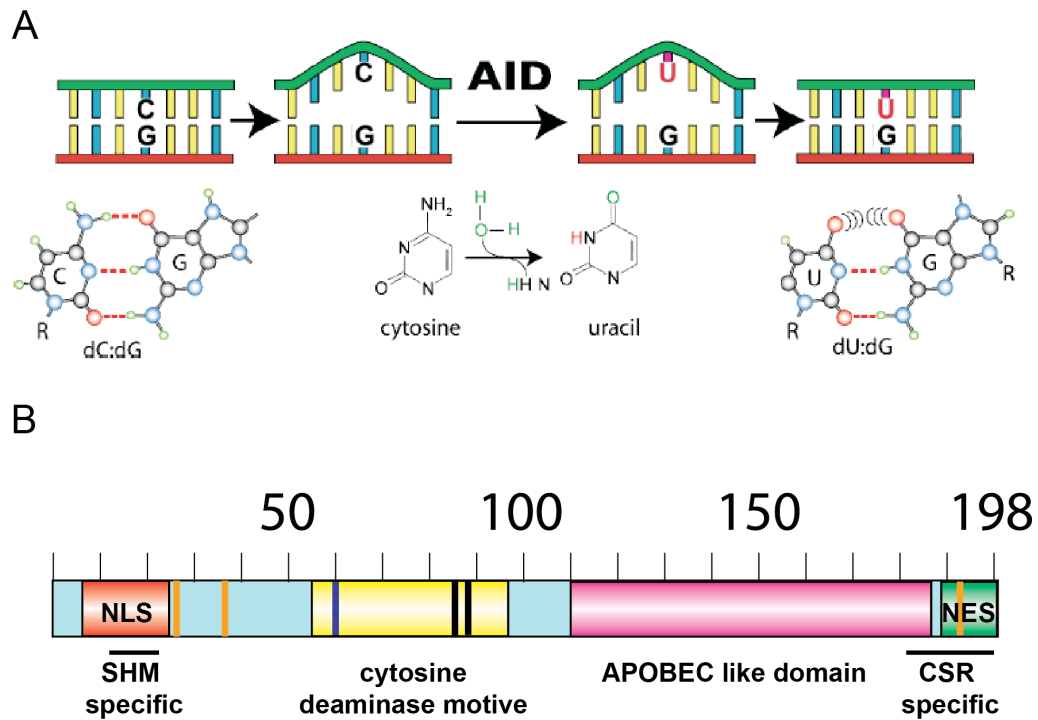 A
C
G
C
G
AID
U
G
U
G
C
G
R
dC:dG
NH₂
N
O
N
cytosine
H
O
H
HH N
O
HN
O
N
uracil
U
G
R
R
dU:dG
B
50 100 150 198
NLS
NES
SHM
specific
cytosine
deaminase motive
APOBEC like domain
CSR
specific